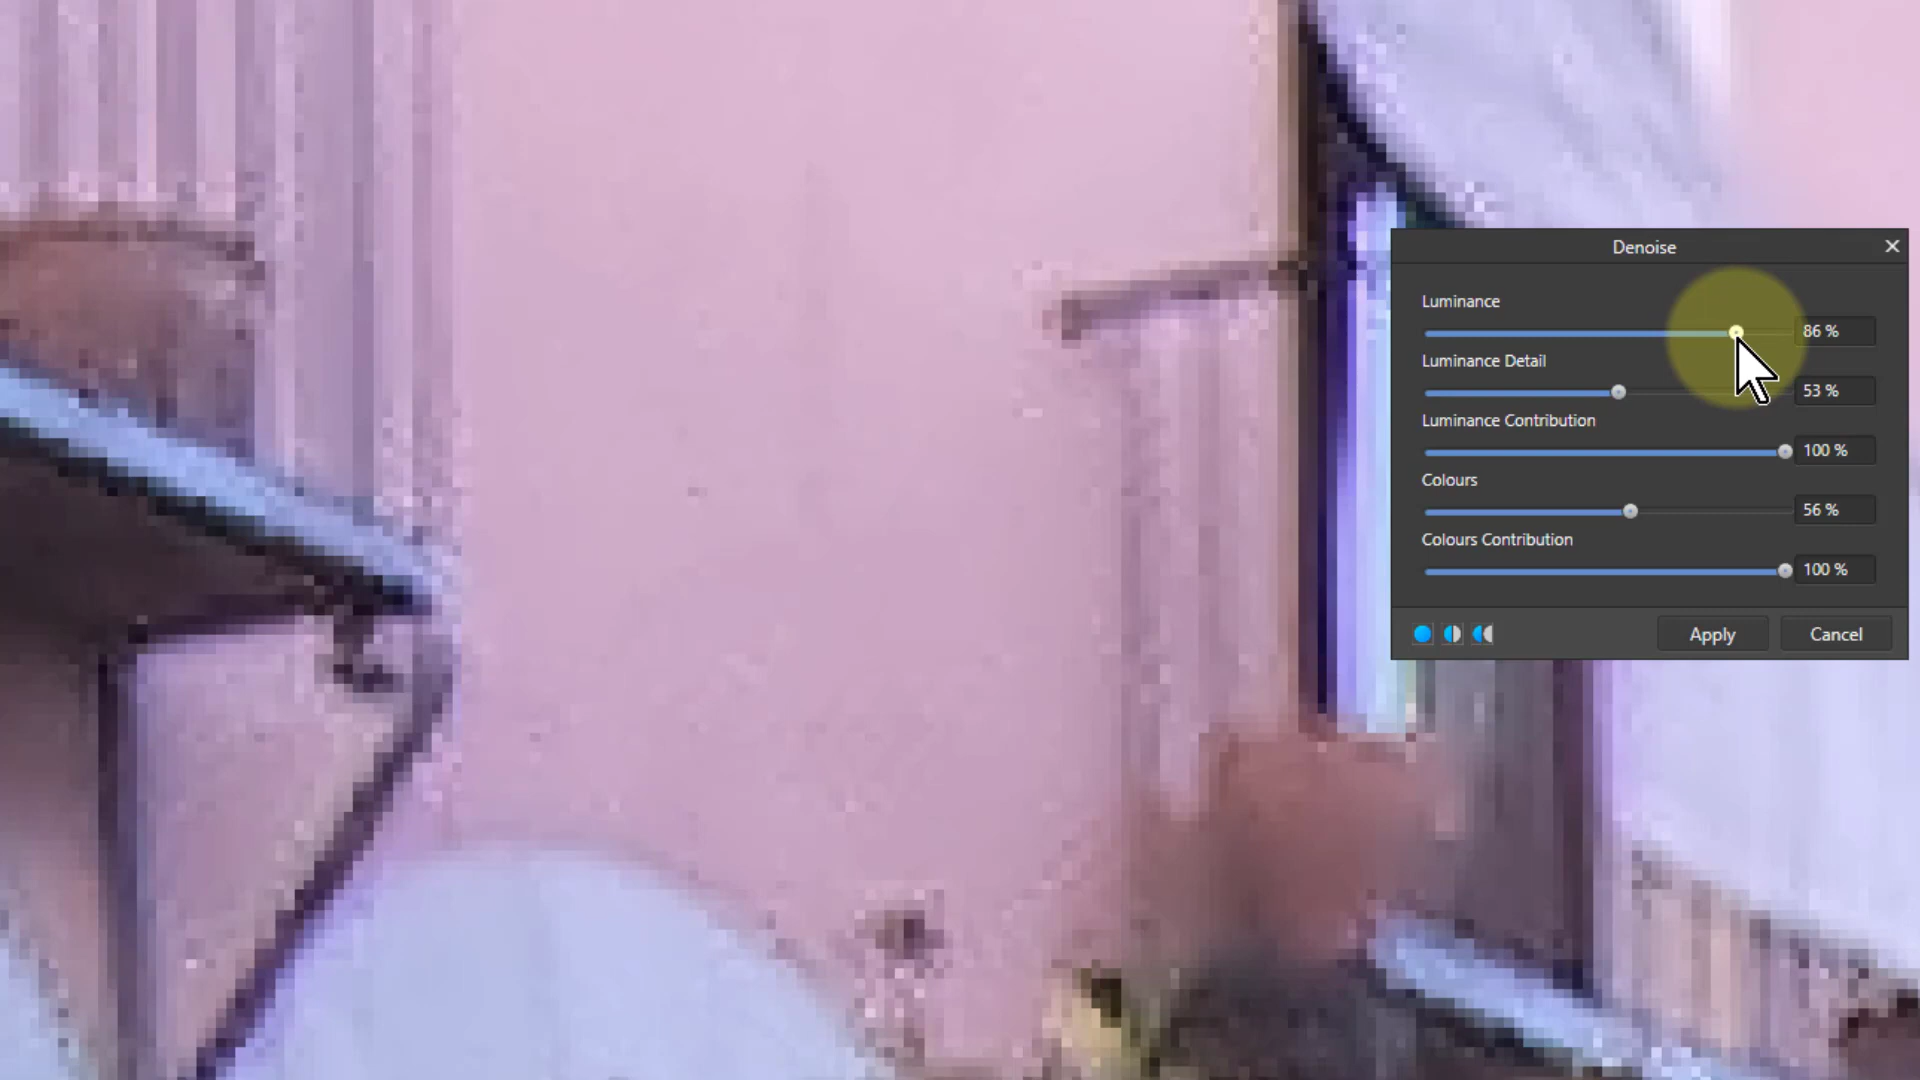 Denoise
Luminance
86 %
Luminance Detail
53 %
Luminance Contribution
100 %
Colours
56 %
Colours Contribution
100 %
Apply Cancel